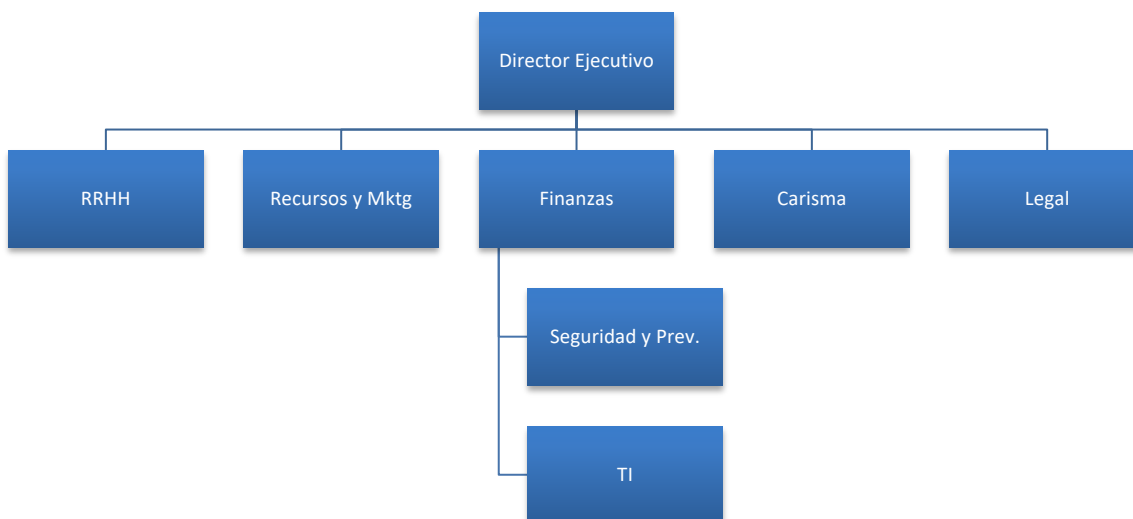 Director Ejecutivo
RRHH
Recursos y Mktg
Finanzas
Carisma
Legal
Seguridad y Prev.
TI